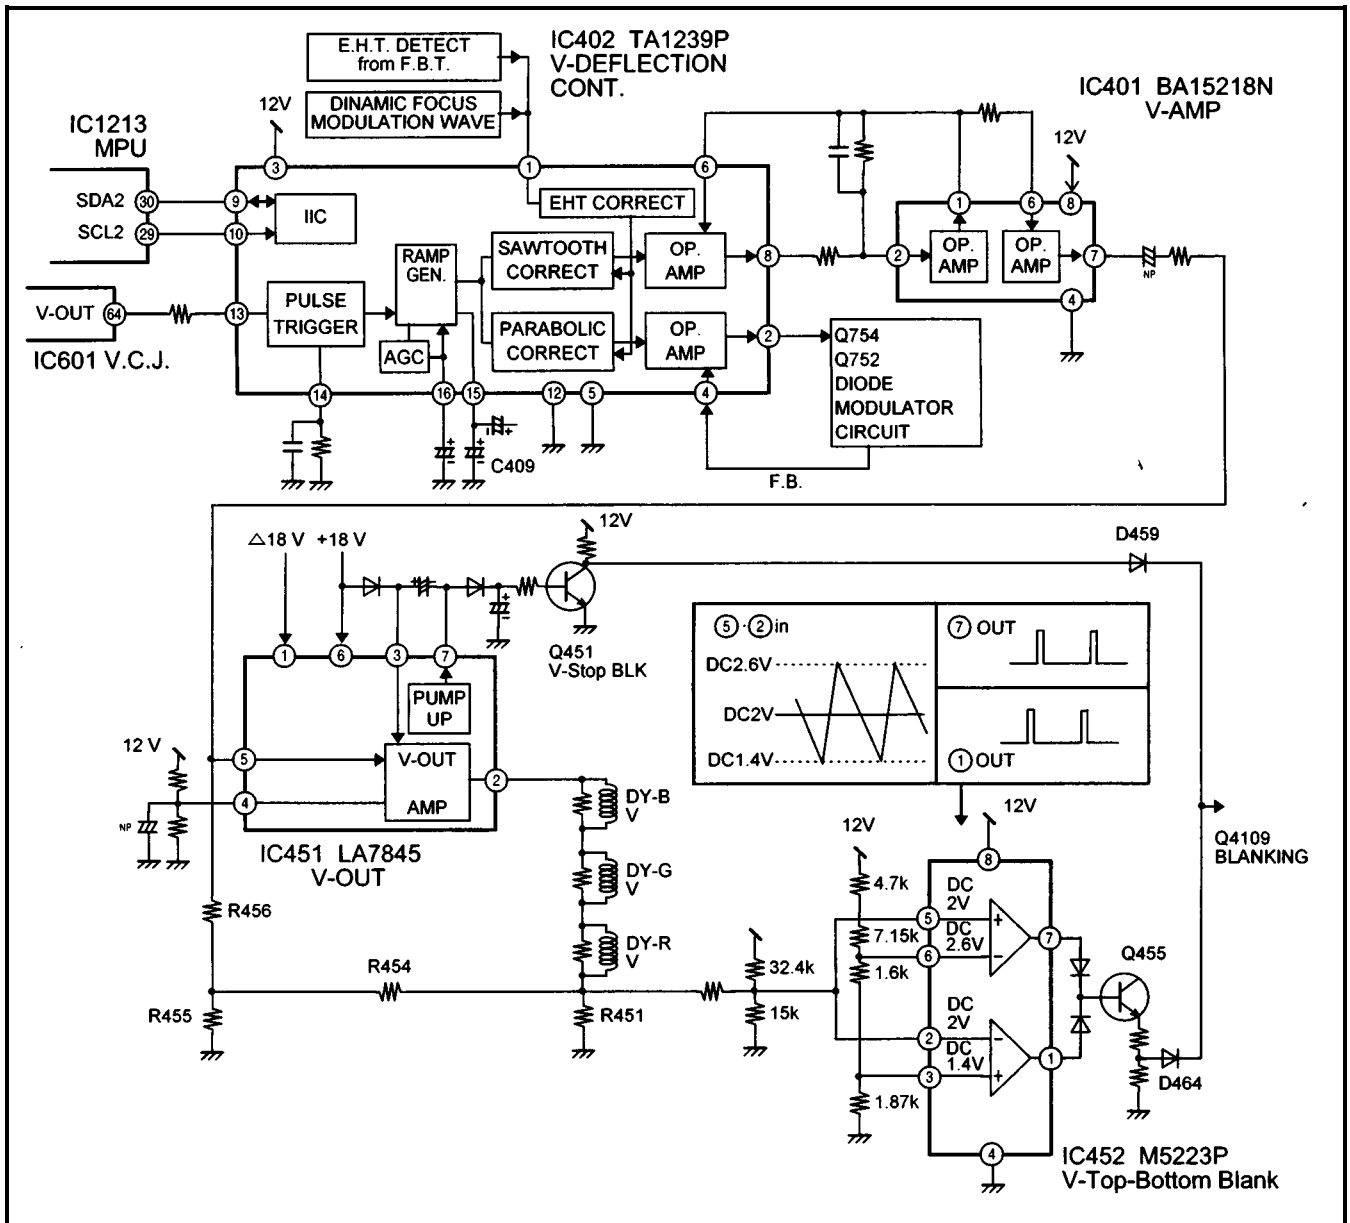 E.H.T. DETECT
from F.B.T.
IC402 TA1239P
V-DEFLECTION
CONT.
DINAMIC FOCUS
MODULATION WAVE
12V
IC401 BA15218N
V-AMP
12V
IC1213
MPU
3
1
6
SDA2
30
9
SCL2
29
10
IIC
EHT CORRECT
1
6
8
SAWTOOTH
CORRECT
RAMP
GEN.
OP.
AMP
8
2
OP.
AMP
OP.
AMP
7
NP
4
V-OUT
64
13
PULSE
TRIGGER
AGC
PARABOLIC
CORRECT
OP.
AMP
2
Q754
Q752
DIODE
MODULATOR
CIRCUIT
IC601 V.C.J.
14
16
15
12
5
4
C409
F.B.
△18 V
+18 V
12V
D459
Q451
V-Stop BLK
1
6
3
7
PUMP
UP
12 V
5
4
V-OUT
AMP
2
NP
IC451 LA7845
V-OUT
DY-B
V
DY-G
V
DY-R
V
5 · 2 in
DC2.6V
DC2V
DC1.4V
7 OUT
1 OUT
12V
12V
Q4109
BLANKING
8
4.7k
7.15k
1.6k
1.87k
5
DC
2V
DC
2.6V
6
+
−
7
Q455
R456
R454
R455
R451
32.4k
15k
2
DC
2V
DC
1.4V
3
−
+
1
D464
4
IC452 M5223P
V-Top-Bottom Blank